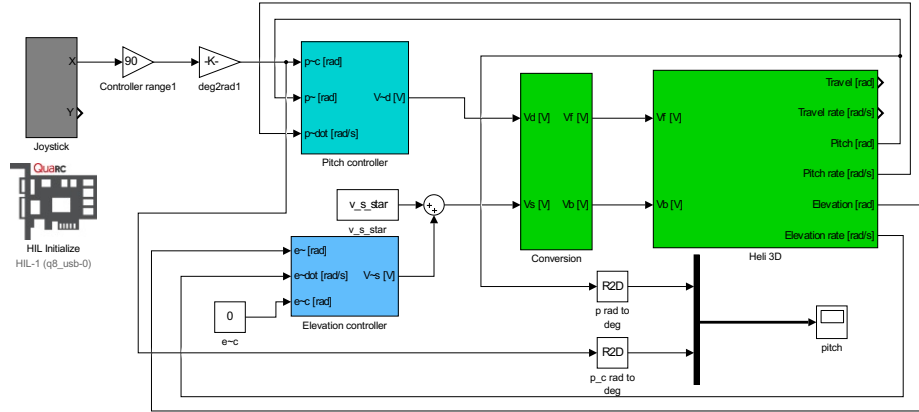 X
Y
Joystick
90
Controller range1
-K-
deg2rad1
p~c [rad]
p~ [rad]
p~dot [rad/s]
V~d [V]
Pitch controller
QuaRC
HIL Initialize
HIL-1 (q8_usb-0)
v_s_star
v_s_star
+
+
e~ [rad]
e~dot [rad/s]
e~c [rad]
V~s [V]
Elevation controller
0
e~c
Vd [V]
Vs [V]
Vf [V]
Vb [V]
Conversion
Vf [V]
Vb [V]
Travel [rad]
Travel rate [rad/s]
Pitch [rad]
Pitch rate [rad/s]
Elevation [rad]
Elevation rate [rad/s]
Heli 3D
R2D
p rad to
deg
R2D
p_c rad to
deg
pitch